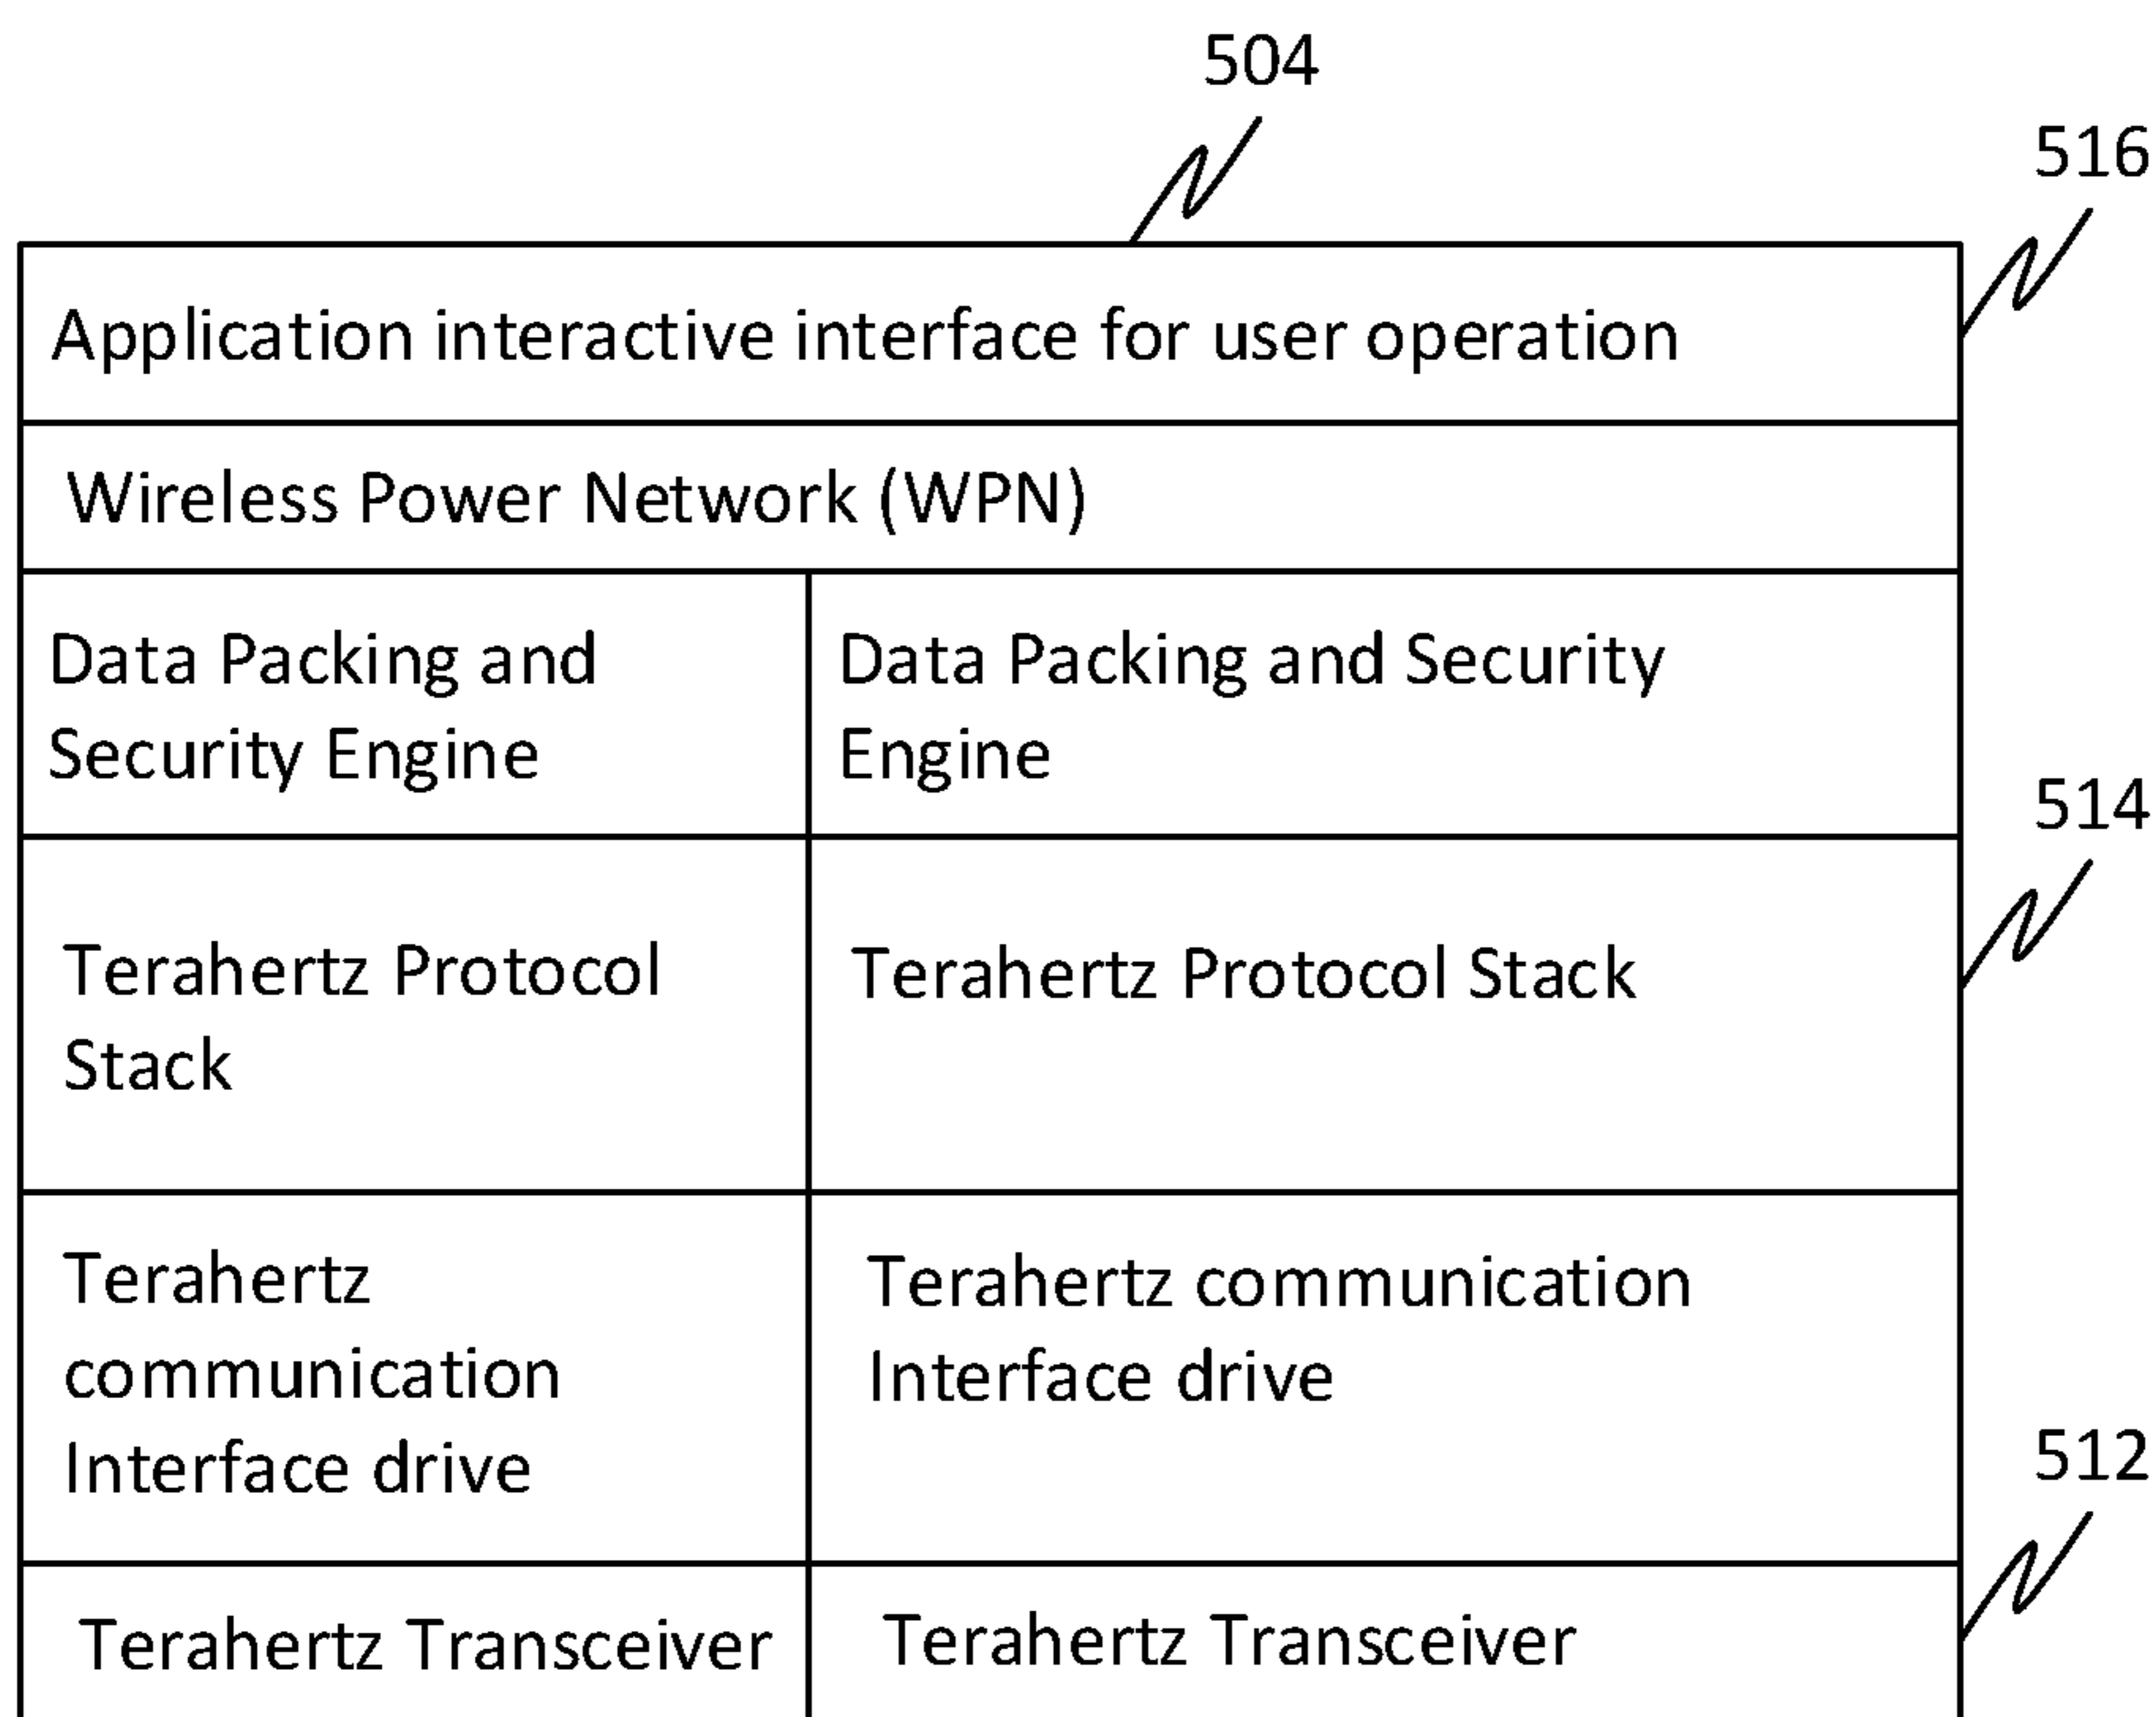 504
516
Application interactive interface for user operation
Wireless Power Network (WPN)
Data Packing and
Security Engine
Data Packing and Security
Engine
514
Terahertz Protocol
Stack
Terahertz Protocol Stack
Terahertz
communication
Interface drive
Terahertz communication
Interface drive
512
Terahertz Transceiver
Terahertz Transceiver